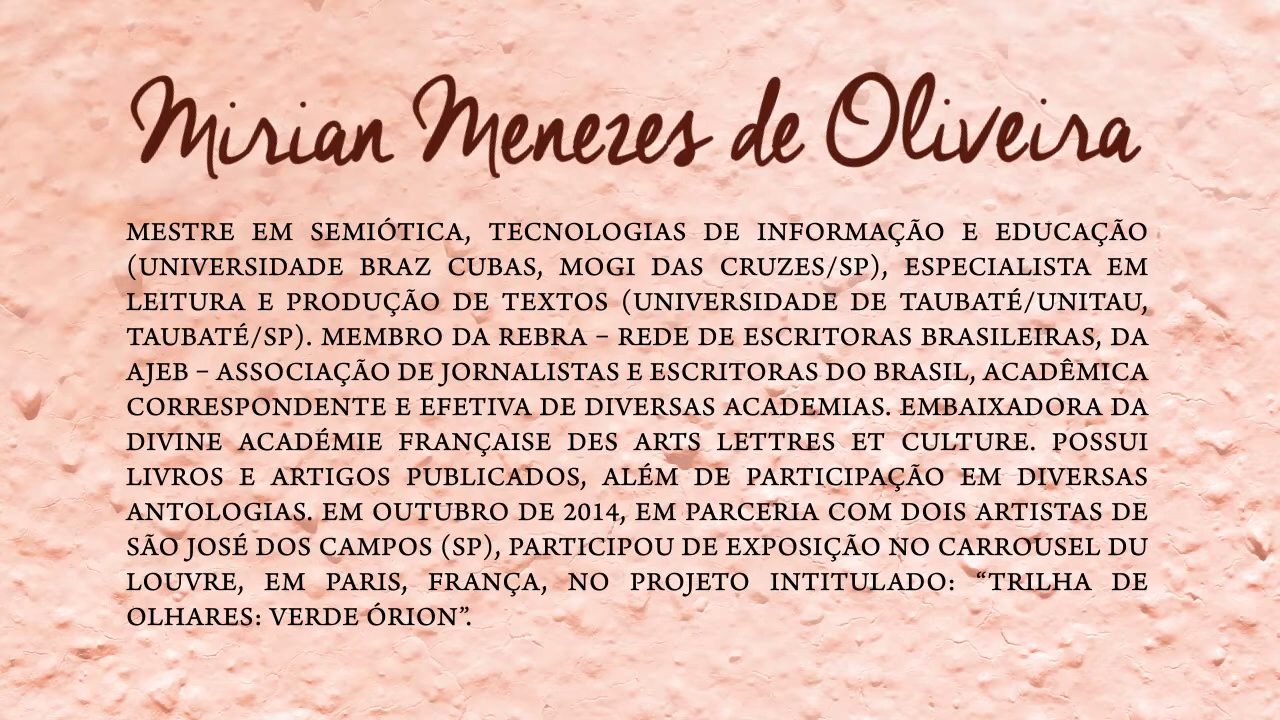 Mirian Menezes de Oliveira
MESTRE EM SEMIÓTICA, TECNOLOGIAS DE INFORMAÇÃO E EDUCAÇÃO
(UNIVERSIDADE BRAZ CUBAS, MOGI DAS CRUZES/SP), ESPECIALISTA EM
LEITURA E PRODUÇÃO DE TEXTOS (UNIVERSIDADE DE TAUBATÉ/UNITAU,
TAUBATÉ/SP). MEMBRO DA REBRA – REDE DE ESCRITORAS BRASILEIRAS, DA
AJEB – ASSOCIAÇÃO DE JORNALISTAS E ESCRITORAS DO BRASIL, ACADÊMICA
CORRESPONDENTE E EFETIVA DE DIVERSAS ACADEMIAS. EMBAIXADORA DA
DIVINE ACADÉMIE FRANÇAISE DES ARTS LETTRES ET CULTURE. POSSUI
LIVROS E ARTIGOS PUBLICADOS, ALÉM DE PARTICIPAÇÃO EM DIVERSAS
ANTOLOGIAS. EM OUTUBRO DE 2014, EM PARCERIA COM DOIS ARTISTAS DE
SÃO JOSÉ DOS CAMPOS (SP), PARTICIPOU DE EXPOSIÇÃO NO CARROUSEL DU
LOUVRE, EM PARIS, FRANÇA, NO PROJETO INTITULADO: “TRILHA DE
OLHARES: VERDE ÓRION”.